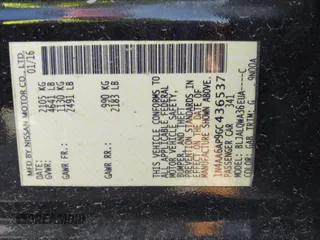 MFD BY NISSAN MOTOR CO., LTD.
01/16
GVWR: 2105 KG
4641 LB
GAWR FR: 1130 KG
2491 LB
GAWR RR: 990 KG
2183 LB
THIS VEHICLE CONFORMS TO
ALL APPLICABLE FEDERAL
MOTOR VEHICLE SAFETY,
BUMPER, AND THEFT
PREVENTION STANDARDS IN
EFFECT ON THE DATE OF
MANUFACTURE SHOWN ABOVE.
1N4AA6AP9GC436537
PASSENGER CAR 341
COLOR: TRIM: G